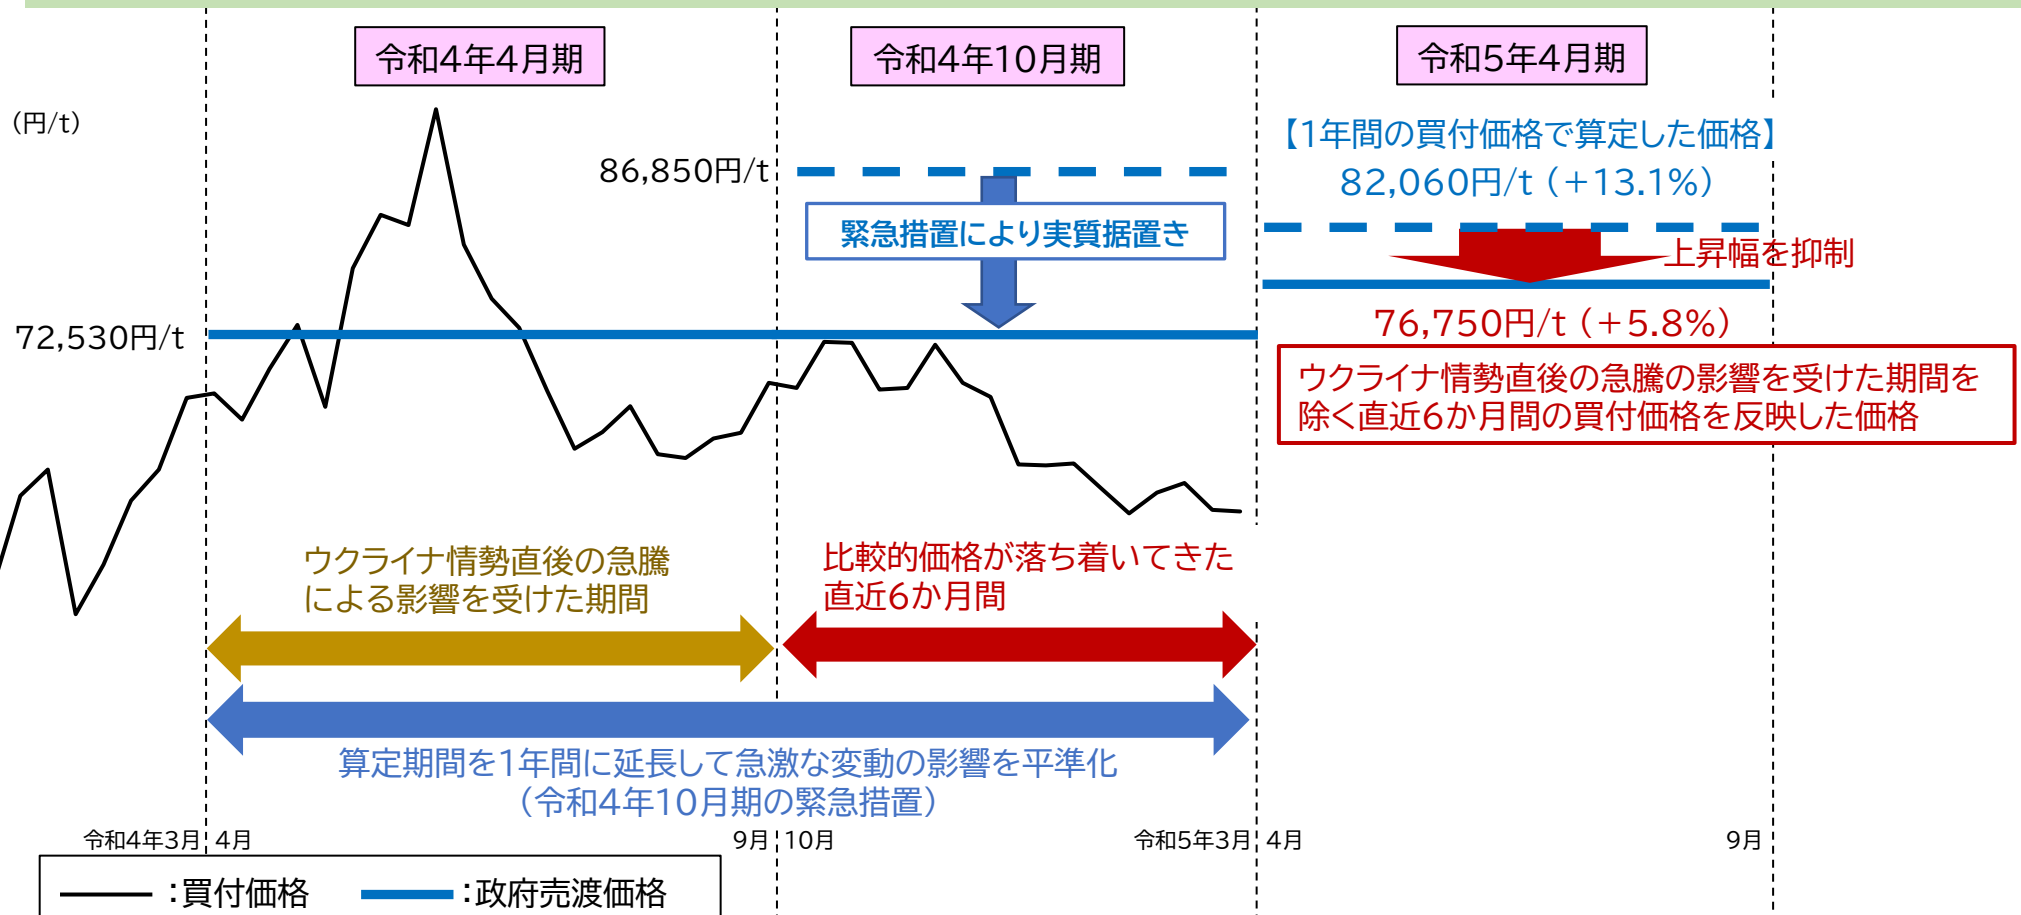 令和4年4月期
令和4年10月期
令和5年4月期
（円/t）
【1年間の買付価格で算定した価格】
82,060円/t（＋13.1%）
86,850円/t
緊急措置により実質据置き
上昇幅を抑制
72,530円/t
76,750円/t（＋5.8%）
ウクライナ情勢直後の急騰の影響を受けた期間を
除く直近6か月間の買付価格を反映した価格
ウクライナ情勢直後の急騰
による影響を受けた期間
比較的価格が落ち着いてきた
直近6か月間
算定期間を1年間に延長して急激な変動の影響を平準化
（令和4年10月期の緊急措置）
令和4年3月 4月
9月 10月
令和5年3月 4月
9月
：買付価格
：政府売渡価格